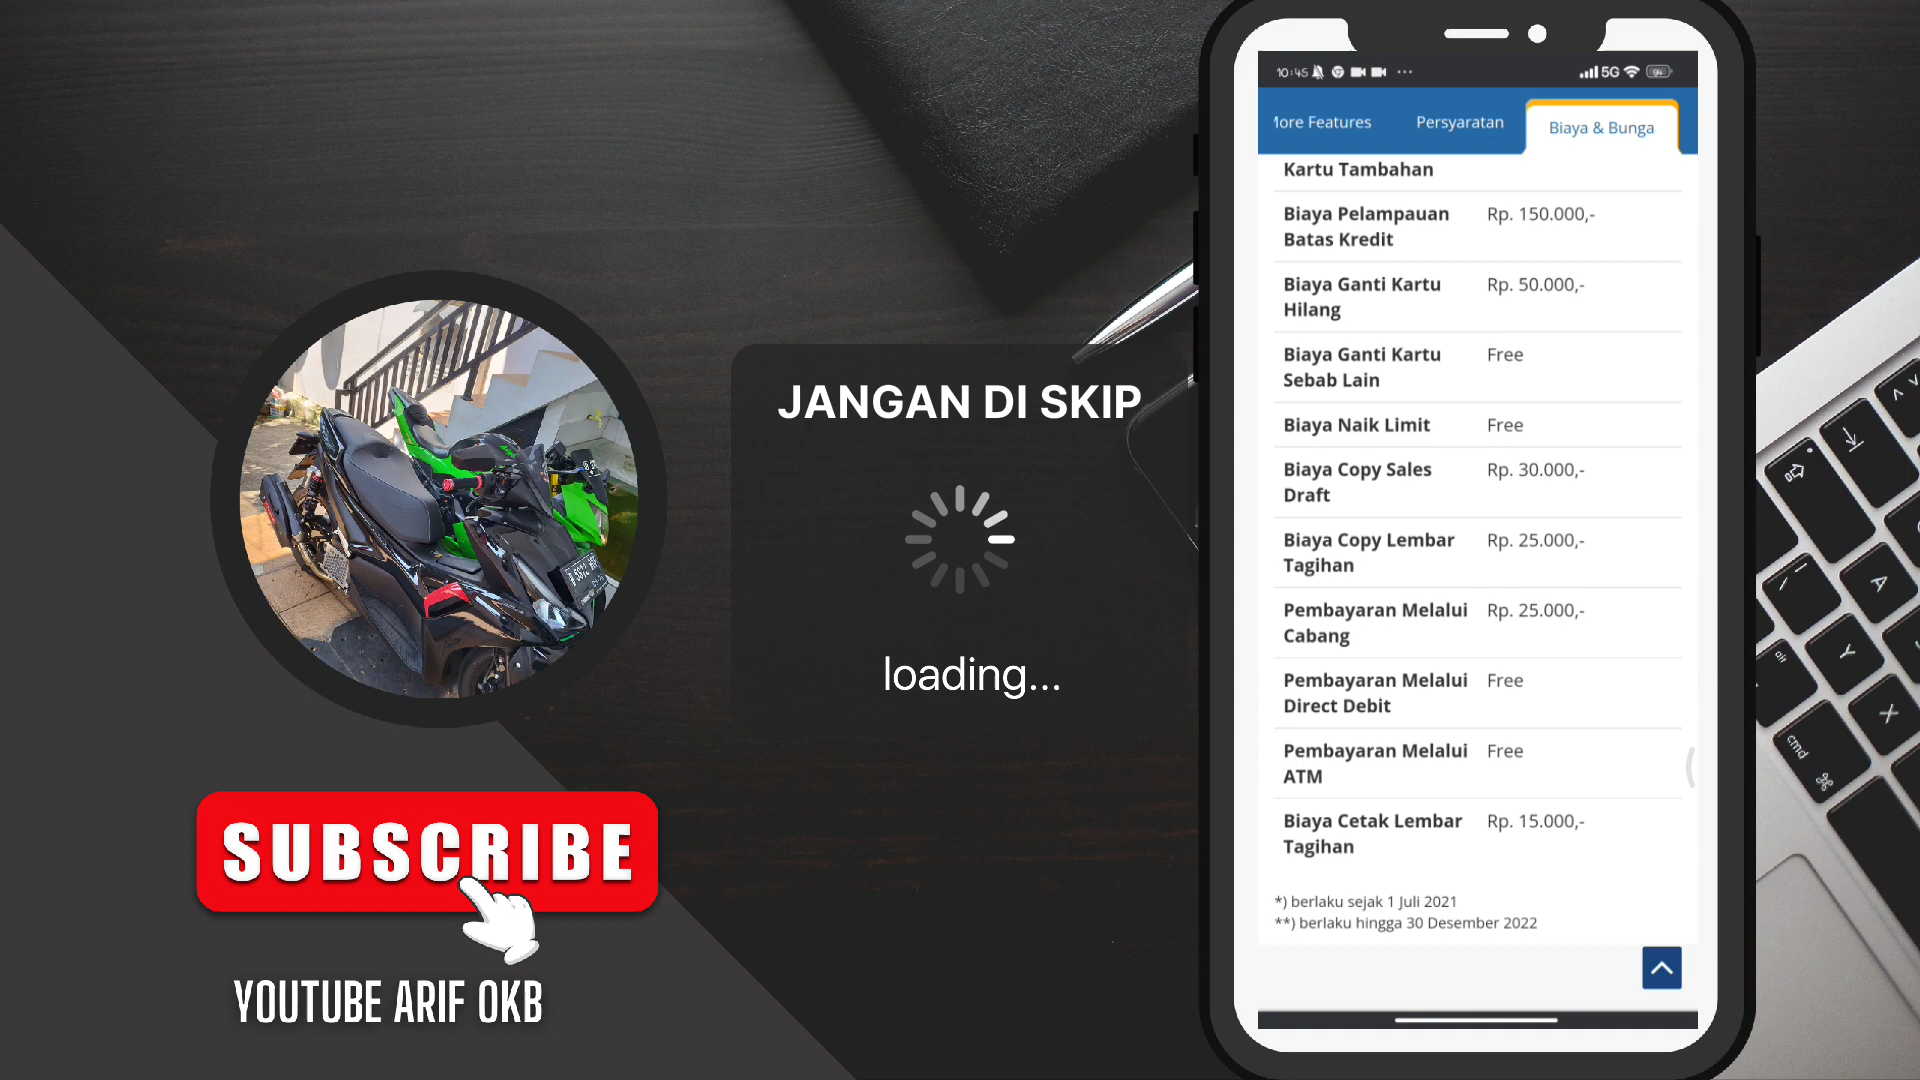 JANGAN DI SKIP
loading...
SUBSCRIBE
YOUTUBE ARIF OKB
10:45
5G
94
More Features
Persyaratan
Biaya & Bunga
Kartu Tambahan
Biaya Pelampauan Rp. 150.000,-
Batas Kredit
Biaya Ganti Kartu Rp. 50.000,-
Hilang
Biaya Ganti Kartu Free
Sebab Lain
Biaya Naik Limit Free
Biaya Copy Sales Rp. 30.000,-
Draft
Biaya Copy Lembar Rp. 25.000,-
Tagihan
Pembayaran Melalui Rp. 25.000,-
Cabang
Pembayaran Melalui Free
Direct Debit
Pembayaran Melalui Free
ATM
Biaya Cetak Lembar Rp. 15.000,-
Tagihan
*) berlaku sejak 1 Juli 2021
**) berlaku hingga 30 Desember 2022
A
Y
X
alt
cmd